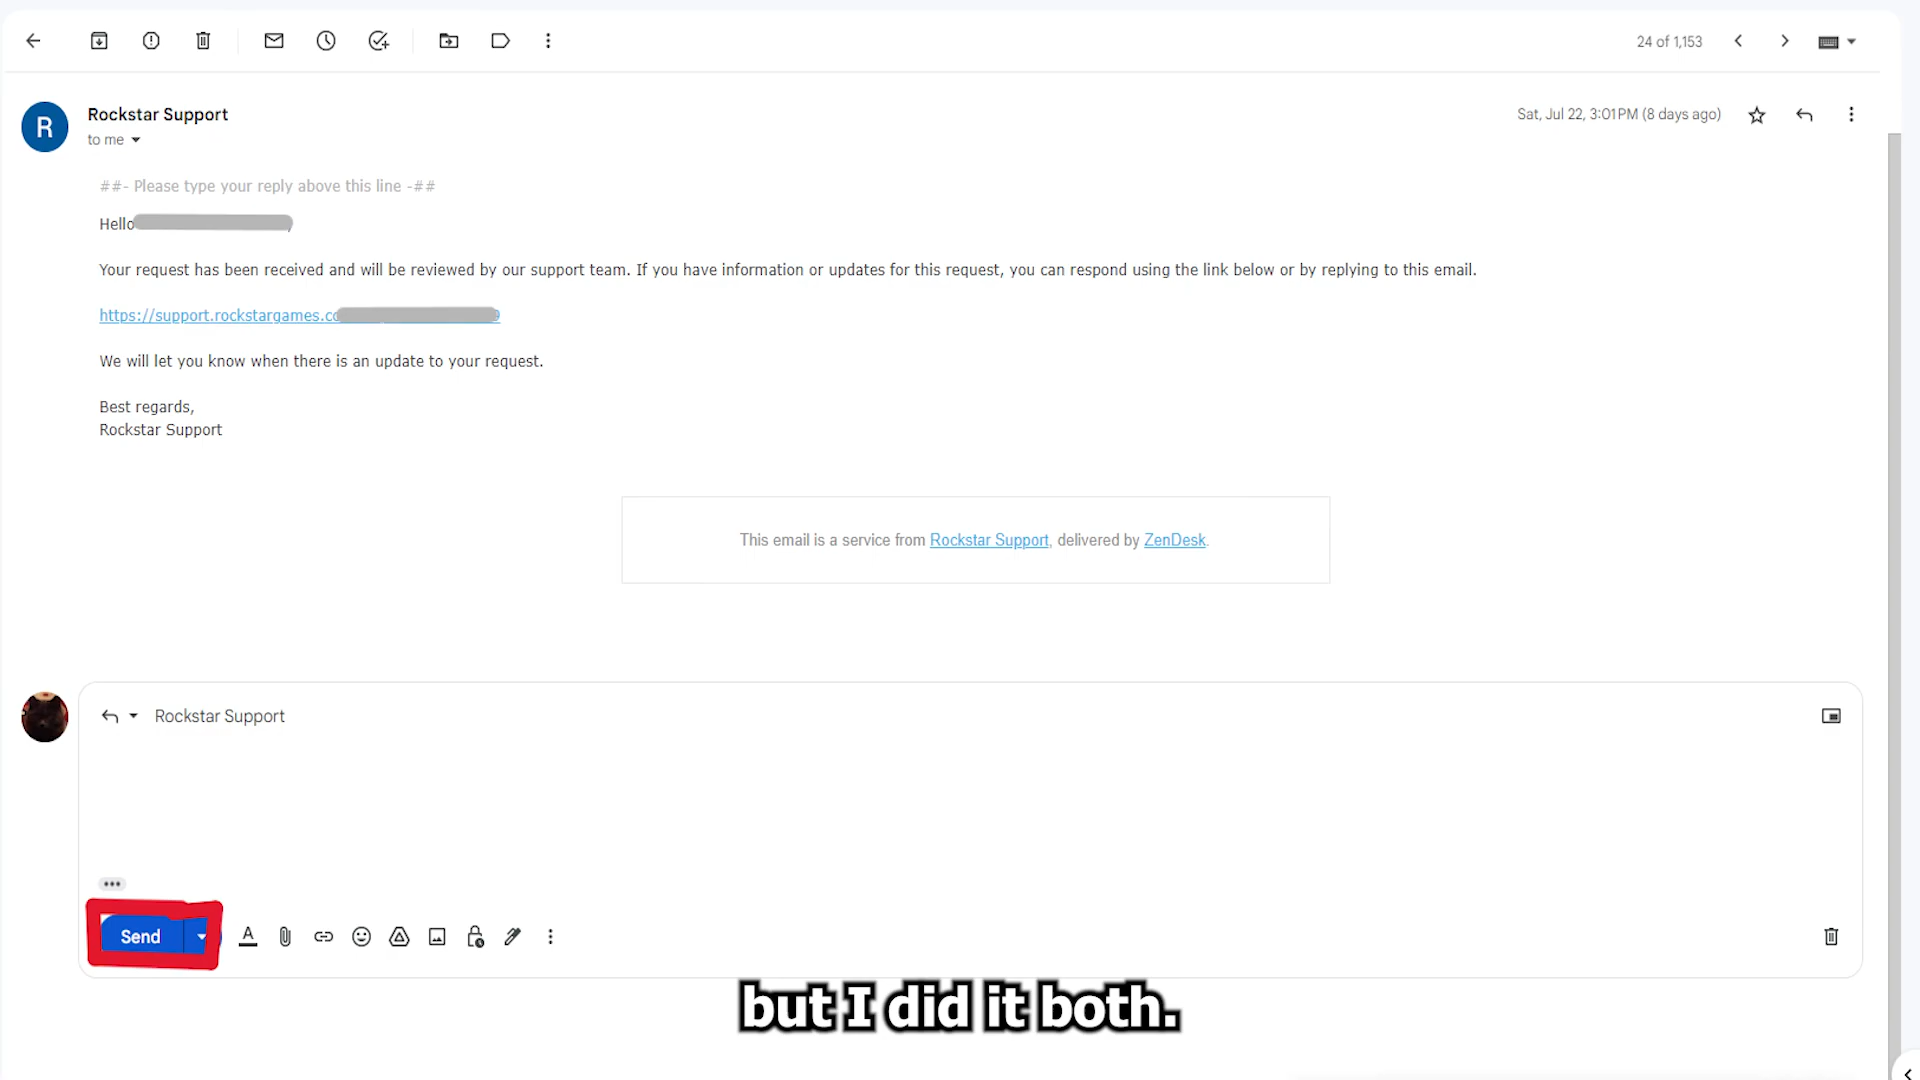 24 of 1,153
R
Rockstar Support
Sat, Jul 22, 3:01 PM (8 days ago)
to me
##- Please type your reply above this line -##
Hello
Your request has been received and will be reviewed by our support team. If you have information or updates for this request, you can respond using the link below or by replying to this email.
https://support.rockstargames.co
We will let you know when there is an update to your request.
Best regards,
Rockstar Support
This email is a service from Rockstar Support, delivered by ZenDesk.
Rockstar Support
Send
but I did it both.